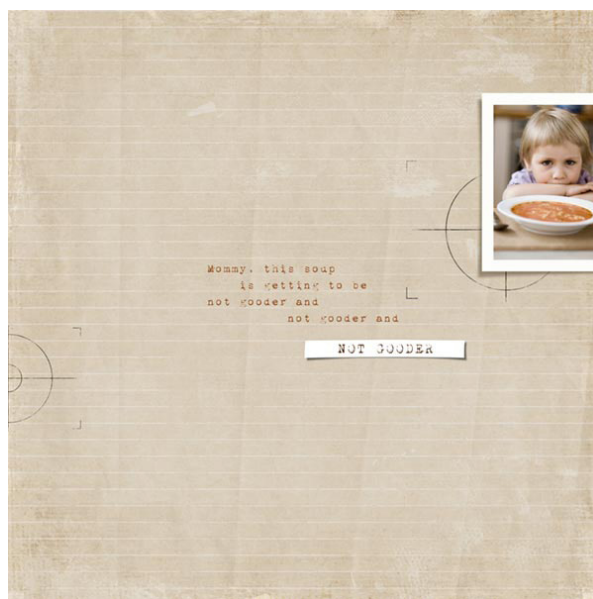 Mommy, this soup
is getting to be
not gooder and
not gooder and
NOT GOODER